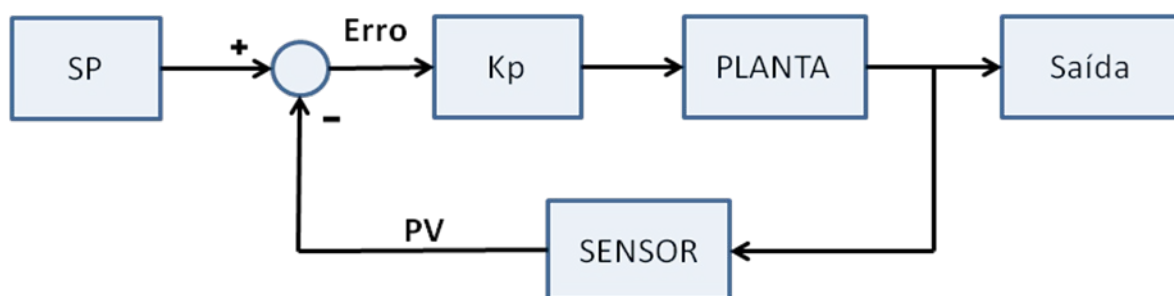 SP
+
Erro
Kp
PLANTA
Saída
-
PV
SENSOR